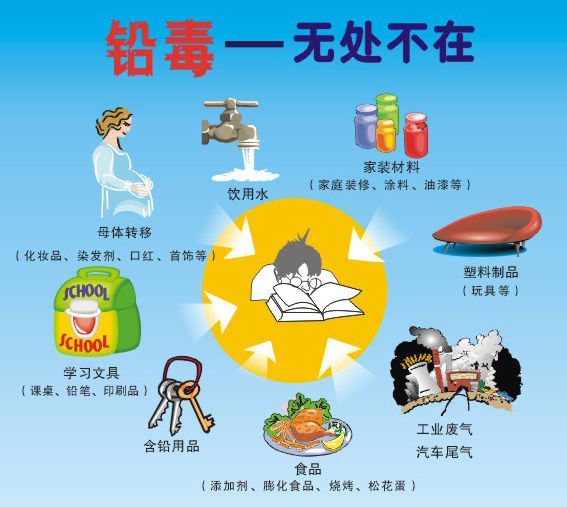 铅毒——无处不在
饮用水
家装材料
（家庭装修、涂料、油漆等）
母体转移
（化妆品、染发剂、口红、首饰等）
塑料制品
（玩具等）
SCHOOL
SCHOOL
学习文具
（课桌、铅笔、印刷品）
含铅用品
食品
（添加剂、膨化食品、烧烤、松花蛋）
工业废气
汽车尾气